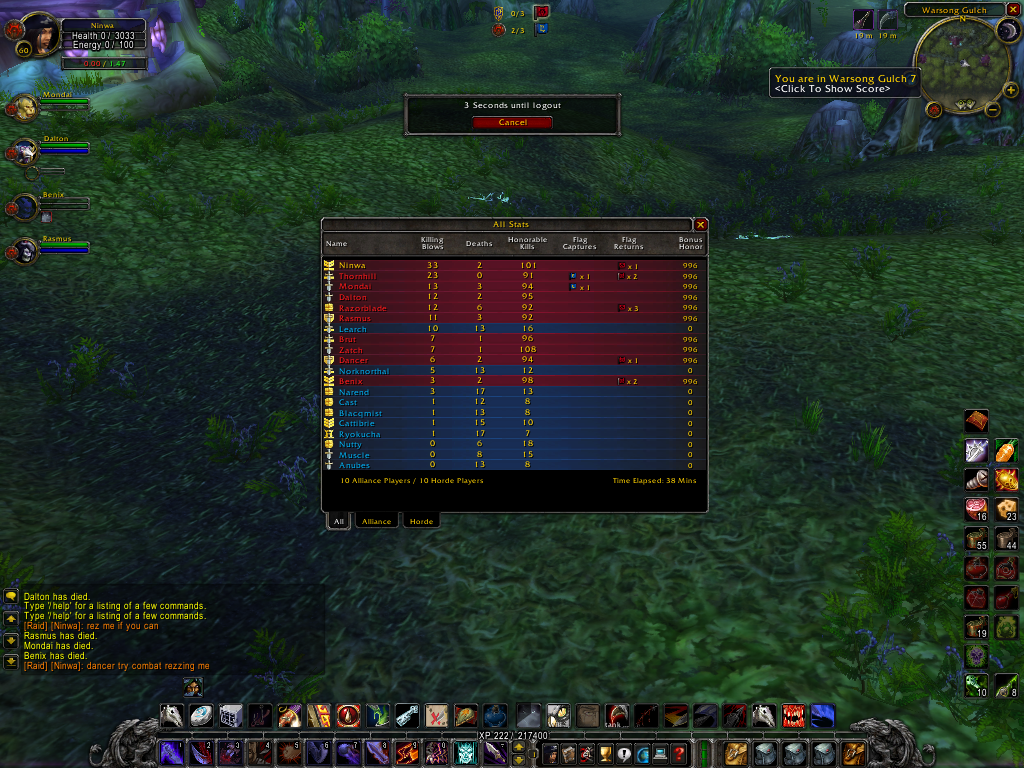 Ninwa
Health 0 / 3033
Energy 0 / 100
60
0.00 / 1.47
Mondai
Dalton
Benix
Rasmus
0/3
2/3
19 m 19 m
Warsong Gulch
N
You are in Warsong Gulch 7
<Click To Show Score>
3 Seconds until logout
Cancel
All Stats
Name Killing Blows Deaths Honorable Kills Flag Captures Flag Returns Bonus Honor
Ninwa 33 2 101 x 1 996
Thornhill 23 0 91 x 1 x 2 996
Mondai 13 3 94 x 1 996
Dalton 12 2 95 996
Razorblade 12 6 92 x 3 996
Rasmus 11 3 92 996
Learch 10 13 16 0
Brut 7 1 96 996
Zatch 7 1 108 996
Dancer 6 2 94 x 1 996
Norknorthal 5 13 12 0
Benix 3 2 98 x 2 996
Narend 3 17 13 0
Cast 1 12 8 0
Blacqmist 1 13 8 0
Cattibrie 1 15 10 0
Ryokucha 1 17 7 0
Nutty 0 6 18 0
Muscle 0 8 15 0
Anubes 0 13 8 0
10 Alliance Players / 10 Horde Players Time Elapsed: 38 Mins
All Alliance Horde
16 23
55 44
19
10 8
Dalton has died.
Type '/help' for a listing of a few commands.
Type '/help' for a listing of a few commands.
[Raid] [Ninwa]: rez me if you can
Rasmus has died.
Mondai has died.
Benix has died.
[Raid] [Ninwa]: dancer try combat rezzing me
tank
XP 222 / 217400